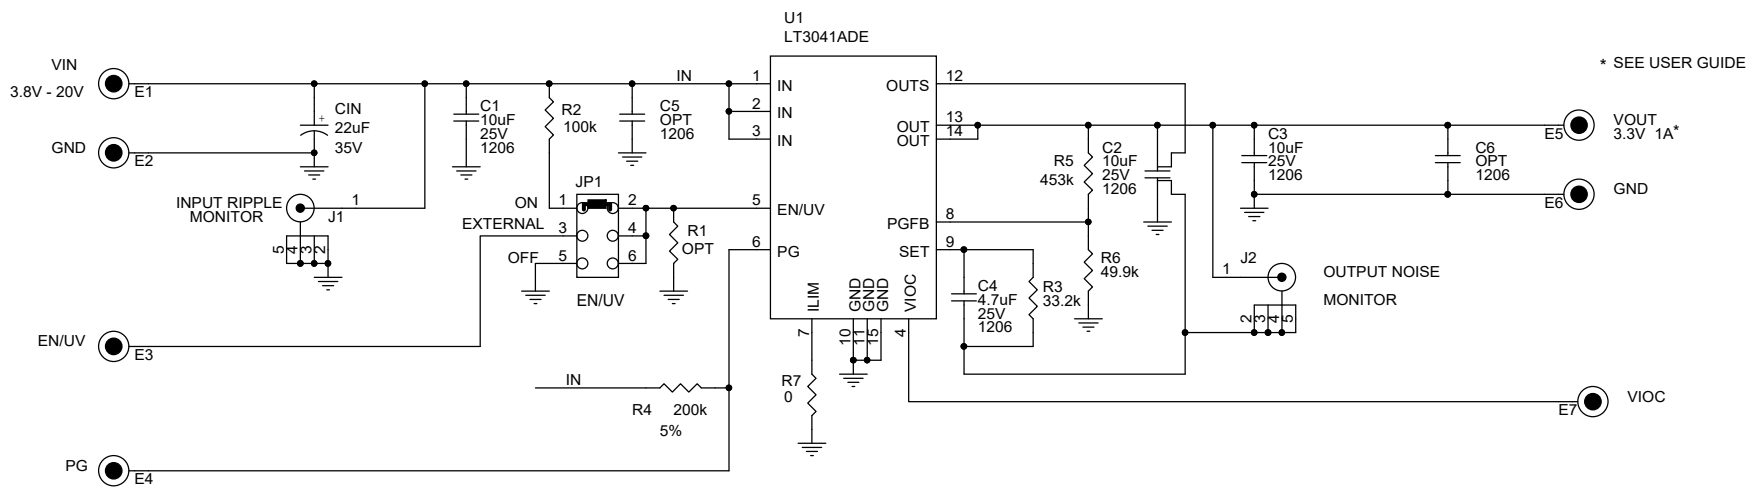 U1
LT3041ADE
VIN
3.8V - 20V
E1
GND
E2
CIN
+
22uF
35V
INPUT RIPPLE
MONITOR
J1
1
5
4
3
2
C1
10uF
25V
1206
R2
100k
C5
OPT
1206
IN
1
2
3
IN
IN
IN
JP1
ON
1
2
EXTERNAL
3
4
OFF
5
6
EN/UV
R1
OPT
5
EN/UV
6
PG
EN/UV
E3
IN
R4
200k
5%
PG
E4
ILIM
GND
GND
GND
VIOC
7
10
11
15
4
R7
0
OUTS
12
OUT
13
OUT
14
PGFB
8
SET
9
R5
453k
C2
10uF
25V
1206
R6
49.9k
C4
4.7uF
25V
1206
R3
33.2k
C3
10uF
25V
1206
C6
OPT
1206
* SEE USER GUIDE
E5
VOUT
3.3V 1A*
E6
GND
J2
1
OUTPUT NOISE
MONITOR
2
3
4
5
E7
VIOC